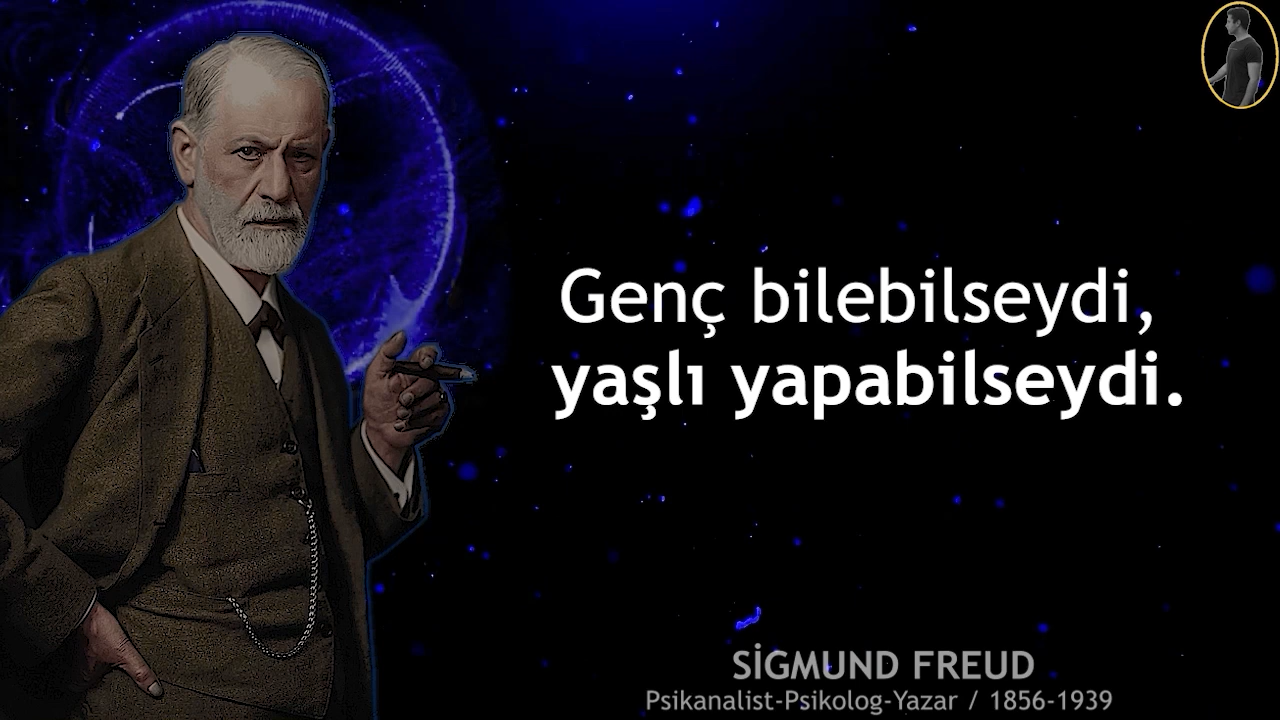 Genç bilebilseydi,
yaşlı yapabilseydi.
SİGMUND FREUD
Psikanalist-Psikolog-Yazar / 1856-1939